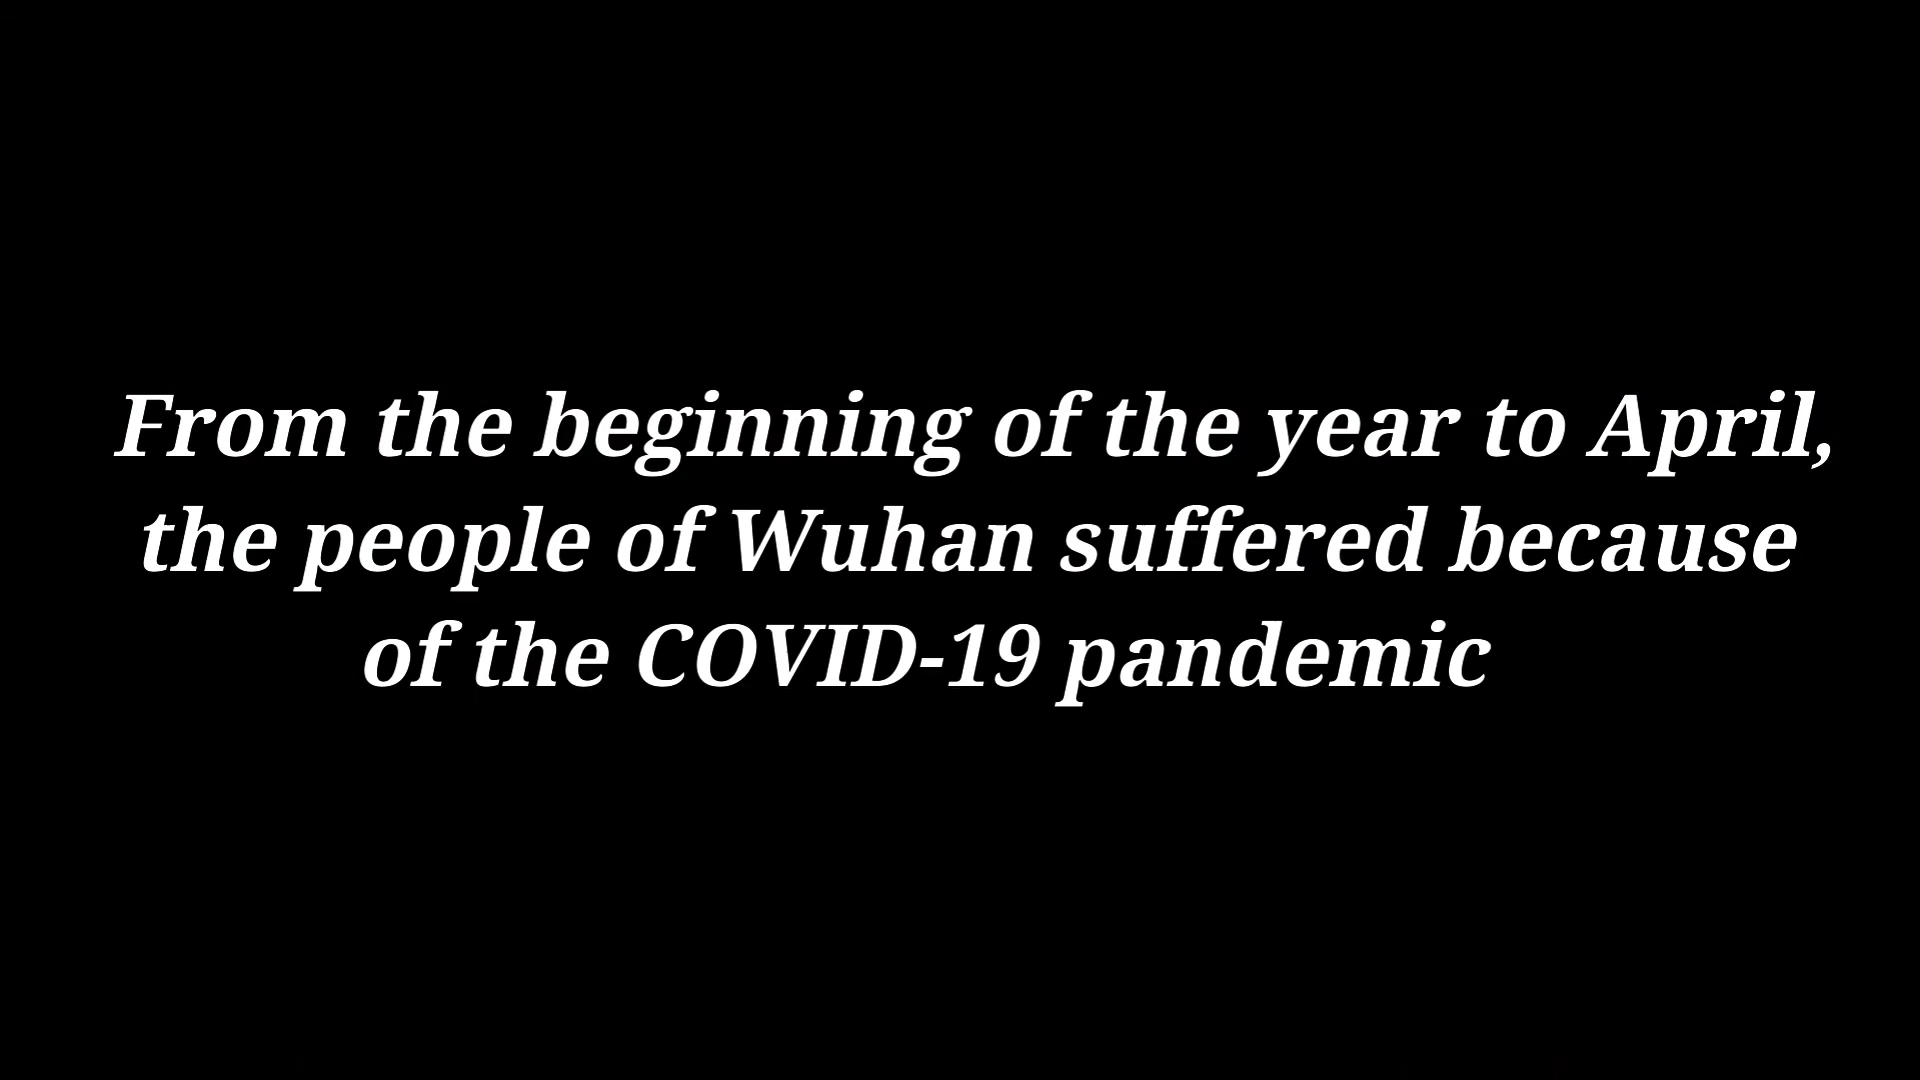 From the beginning of the year to April,
the people of Wuhan suffered because
of the COVID-19 pandemic